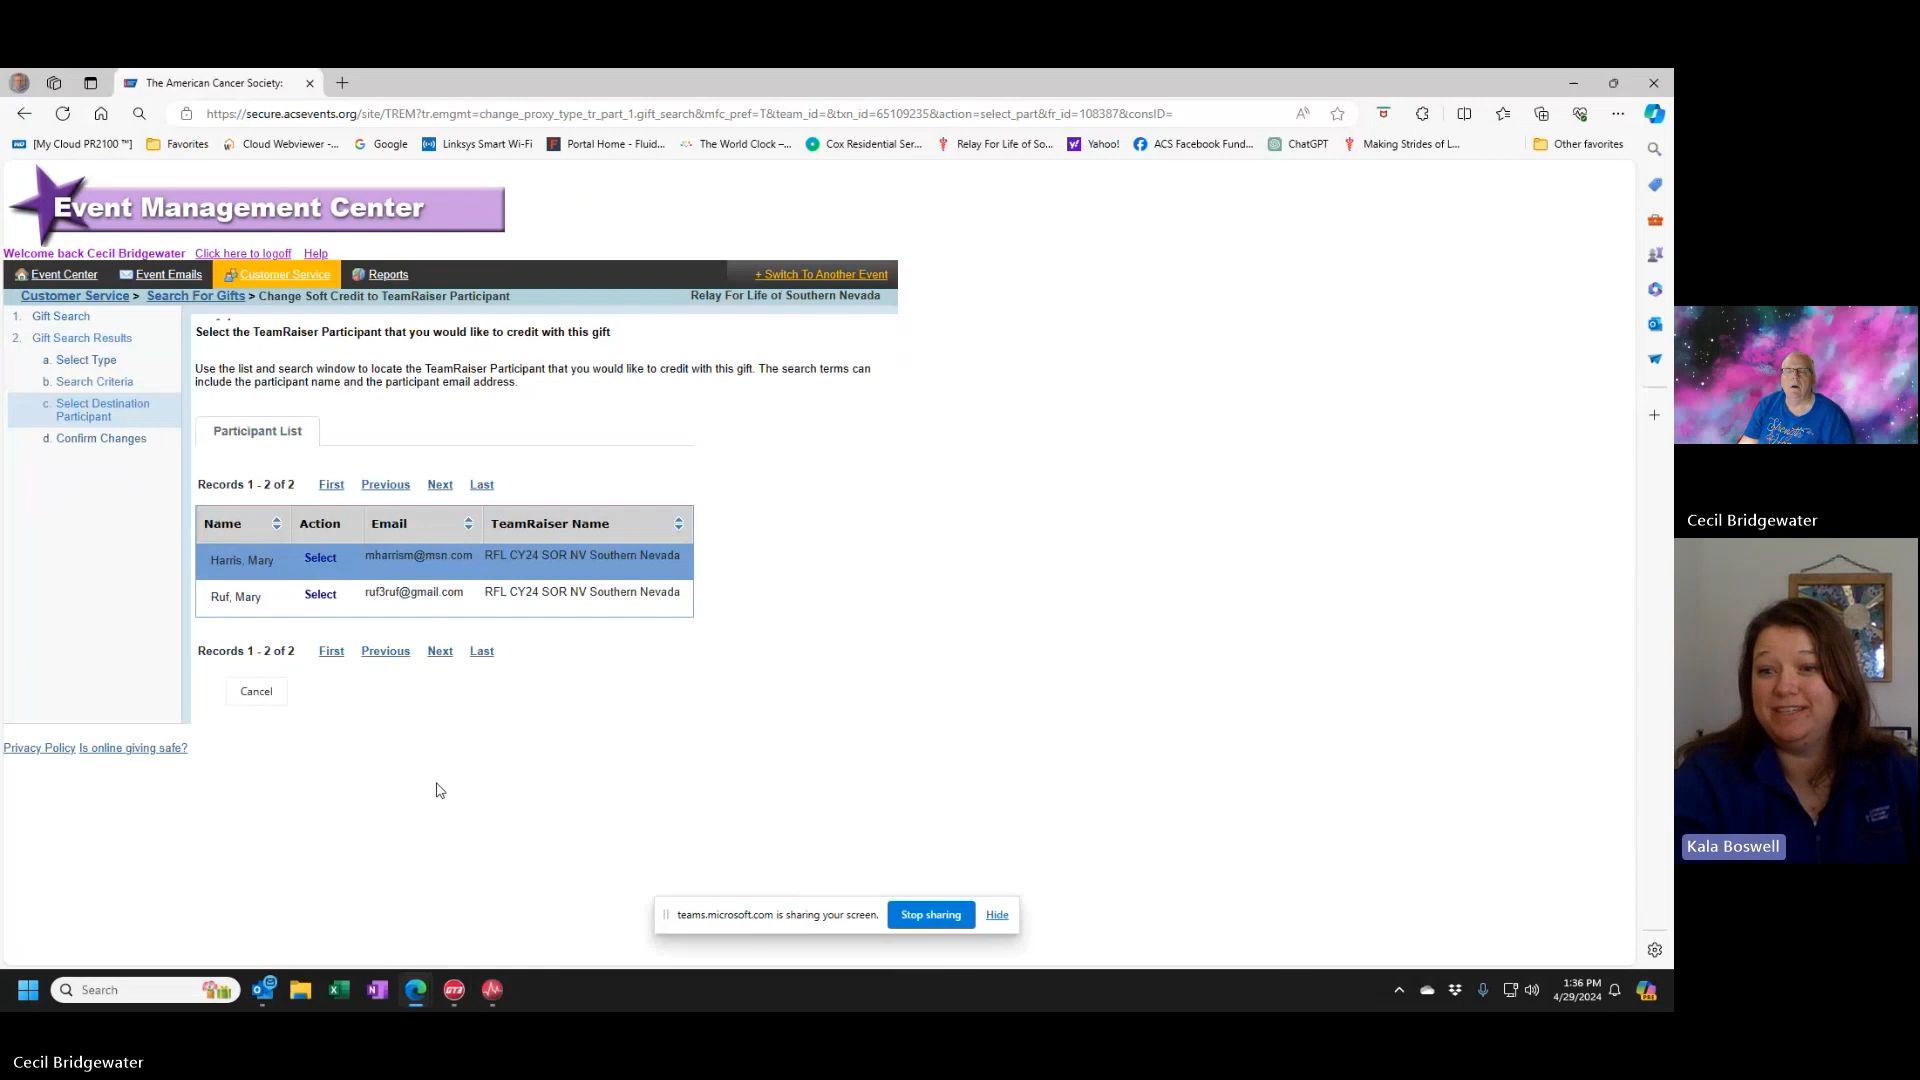 The American Cancer Society:
https://secure.acsevents.org/site/TREM?tr.emgmt=change_proxy_type_tr_part_1.gift_search&mfc_pref=T&team_id=&txn_id=65109235&action=select_part&fr_id=108387&consID=
[My Cloud PR2100 ™]
Favorites
Cloud Webviewer -...
Google
Linksys Smart Wi-Fi
Portal Home - Fluid...
The World Clock —...
Cox Residential Ser...
Relay For Life of So...
Yahoo!
ACS Facebook Fund...
ChatGPT
Making Strides of L...
Other favorites
Event Management Center
Welcome back Cecil Bridgewater Click here to logoff Help
Event Center Event Emails Customer Service Reports + Switch To Another Event
Customer Service > Search For Gifts > Change Soft Credit to TeamRaiser Participant Relay For Life of Southern Nevada
1. Gift Search
2. Gift Search Results
a. Select Type
b. Search Criteria
c. Select Destination
Participant
d. Confirm Changes
Select the TeamRaiser Participant that you would like to credit with this gift
Use the list and search window to locate the TeamRaiser Participant that you would like to credit with this gift. The search terms can
include the participant name and the participant email address.
Participant List
Records 1 - 2 of 2 First Previous Next Last
Name Action Email TeamRaiser Name
Harris, Mary Select mharrism@msn.com RFL CY24 SOR NV Southern Nevada
Ruf, Mary Select ruf3ruf@gmail.com RFL CY24 SOR NV Southern Nevada
Records 1 - 2 of 2 First Previous Next Last
Cancel
Privacy Policy Is online giving safe?
teams.microsoft.com is sharing your screen. Stop sharing Hide
Search
1:36 PM
4/29/2024
Cecil Bridgewater
Kala Boswell
Cecil Bridgewater